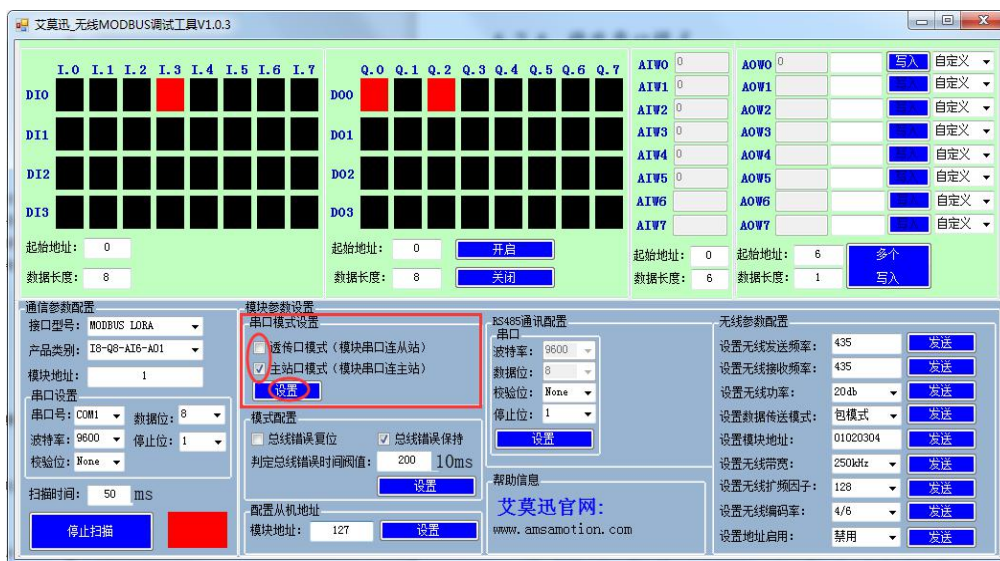 艾莫迅_无线MODBUS调试工具V1.0.3
I.0 I.1 I.2 I.3 I.4 I.5 I.6 I.7
DI0
DI1
DI2
DI3
起始地址: 0
数据长度: 8
Q.0 Q.1 Q.2 Q.3 Q.4 Q.5 Q.6 Q.7
DO0
DO1
DO2
DO3
起始地址: 0 开启
数据长度: 8 关闭
AIW0 0
AIW1 0
AIW2 0
AIW3 0
AIW4 0
AIW5 0
AIW6
AIW7
起始地址: 0
数据长度: 6
AOW0 0 写入 自定义
AOW1 自定义
AOW2 自定义
AOW3 自定义
AOW4 自定义
AOW5 自定义
AOW6 自定义
AOW7 自定义
起始地址: 6
数据长度: 1
多个
写入
通信参数配置
接口型号: MODBUS LORA
产品类别: I8-Q8-AI6-AO1
模块地址: 1
串口设置
串口号: COM1 数据位: 8
波特率: 9600 停止位: 1
校验位: None
扫描时间: 50 ms
停止扫描
模块参数设置
串口模式设置
透传口模式（模块串口连从站）
主站口模式（模块串口连主站）
设置
模式配置
总线错误复位 总线错误保持
判定总线错误时间阀值: 200 10ms
设置
配置从机地址
模块地址: 127 设置
RS485通讯配置
串口
波特率: 9600
数据位: 8
校验位: None
停止位: 1
设置
帮助信息
艾莫迅官网:
www.amsamotion.com
无线参数配置
设置无线发送频率: 435 发送
设置无线接收频率: 435 发送
设置无线功率: 20db 发送
设置数据传送模式: 包模式 发送
设置模块地址: 01020304 发送
设置无线带宽: 250kHz 发送
设置无线扩频因子: 128 发送
设置无线编码率: 4/6 发送
设置地址启用: 禁用 发送